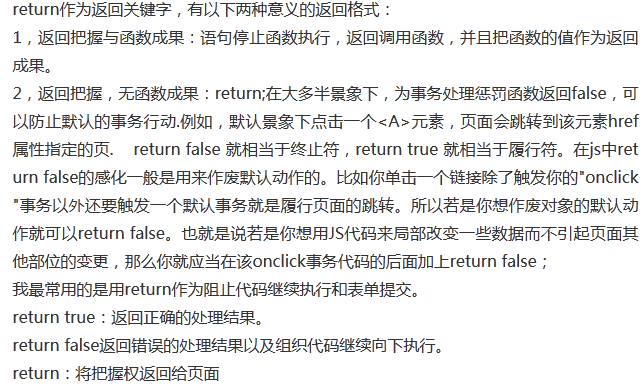 return作为返回关键字，有以下两种意义的返回格式：
1，返回把握与函数成果：语句停止函数执行，返回调用函数，并且把函数的值作为返回
成果。
2，返回把握，无函数成果：return;在大多半景象下，为事务处理惩罚函数返回false，可
以防止默认的事务行动.例如，默认景象下点击一个<A>元素，页面会跳转到该元素href
属性指定的页.    return false 就相当于终止符，return true 就相当于履行符。在js中ret
urn false的感化一般是用来作废默认动作的。比如你单击一个链接除了触发你的"onclick
"事务以外还要触发一个默认事务就是履行页面的跳转。所以若是你想作废对象的默认动
作就可以return false。也就是说若是你想用JS代码来局部改变一些数据而不引起页面其
他部位的变更，那么你就应当在该onclick事务代码的后面加上return false；
我最常用的是用return作为阻止代码继续执行和表单提交。
return true：返回正确的处理结果。
return false返回错误的处理结果以及组织代码继续向下执行。
return：将把握权返回给页面